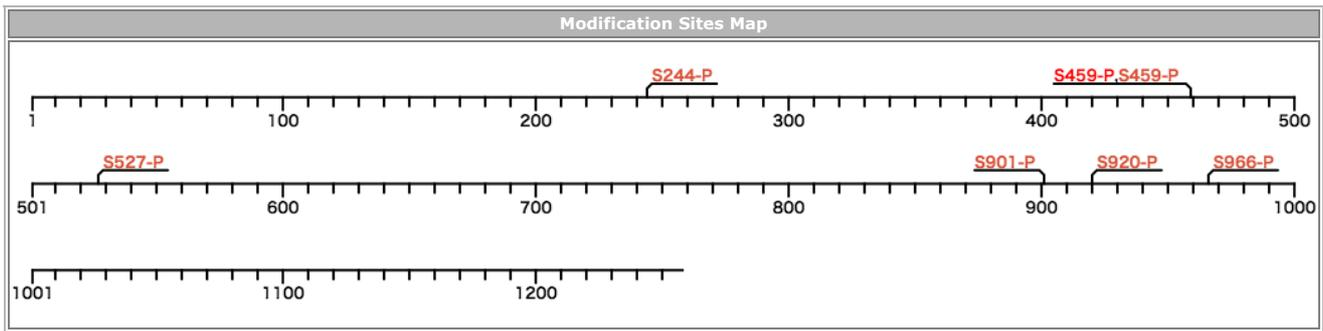 Modification Sites Map
S244-P S459-P,S459-P
1 100 200 300 400 500
S527-P S901-P S920-P S966-P
501 600 700 800 900 1000
1001 1100 1200